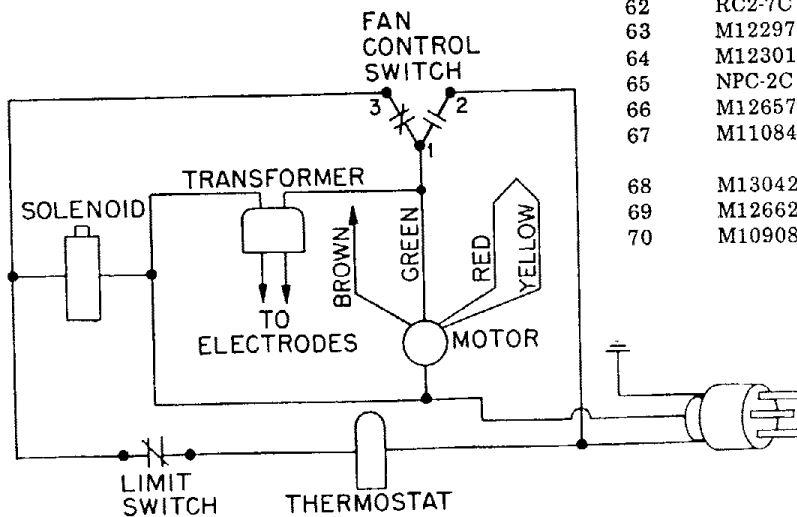 FAN
CONTROL
SWITCH
3
2
1
TRANSFORMER
SOLENOID
BROWN
GREEN
RED
YELLOW
TO
ELECTRODES
MOTOR
LIMIT
SWITCH
THERMOSTAT
62 RC2-7C
63 M12297
64 M12301
65 NPC-2C
66 M12657
67 M11084
68 M13042
69 M12662
70 M10908